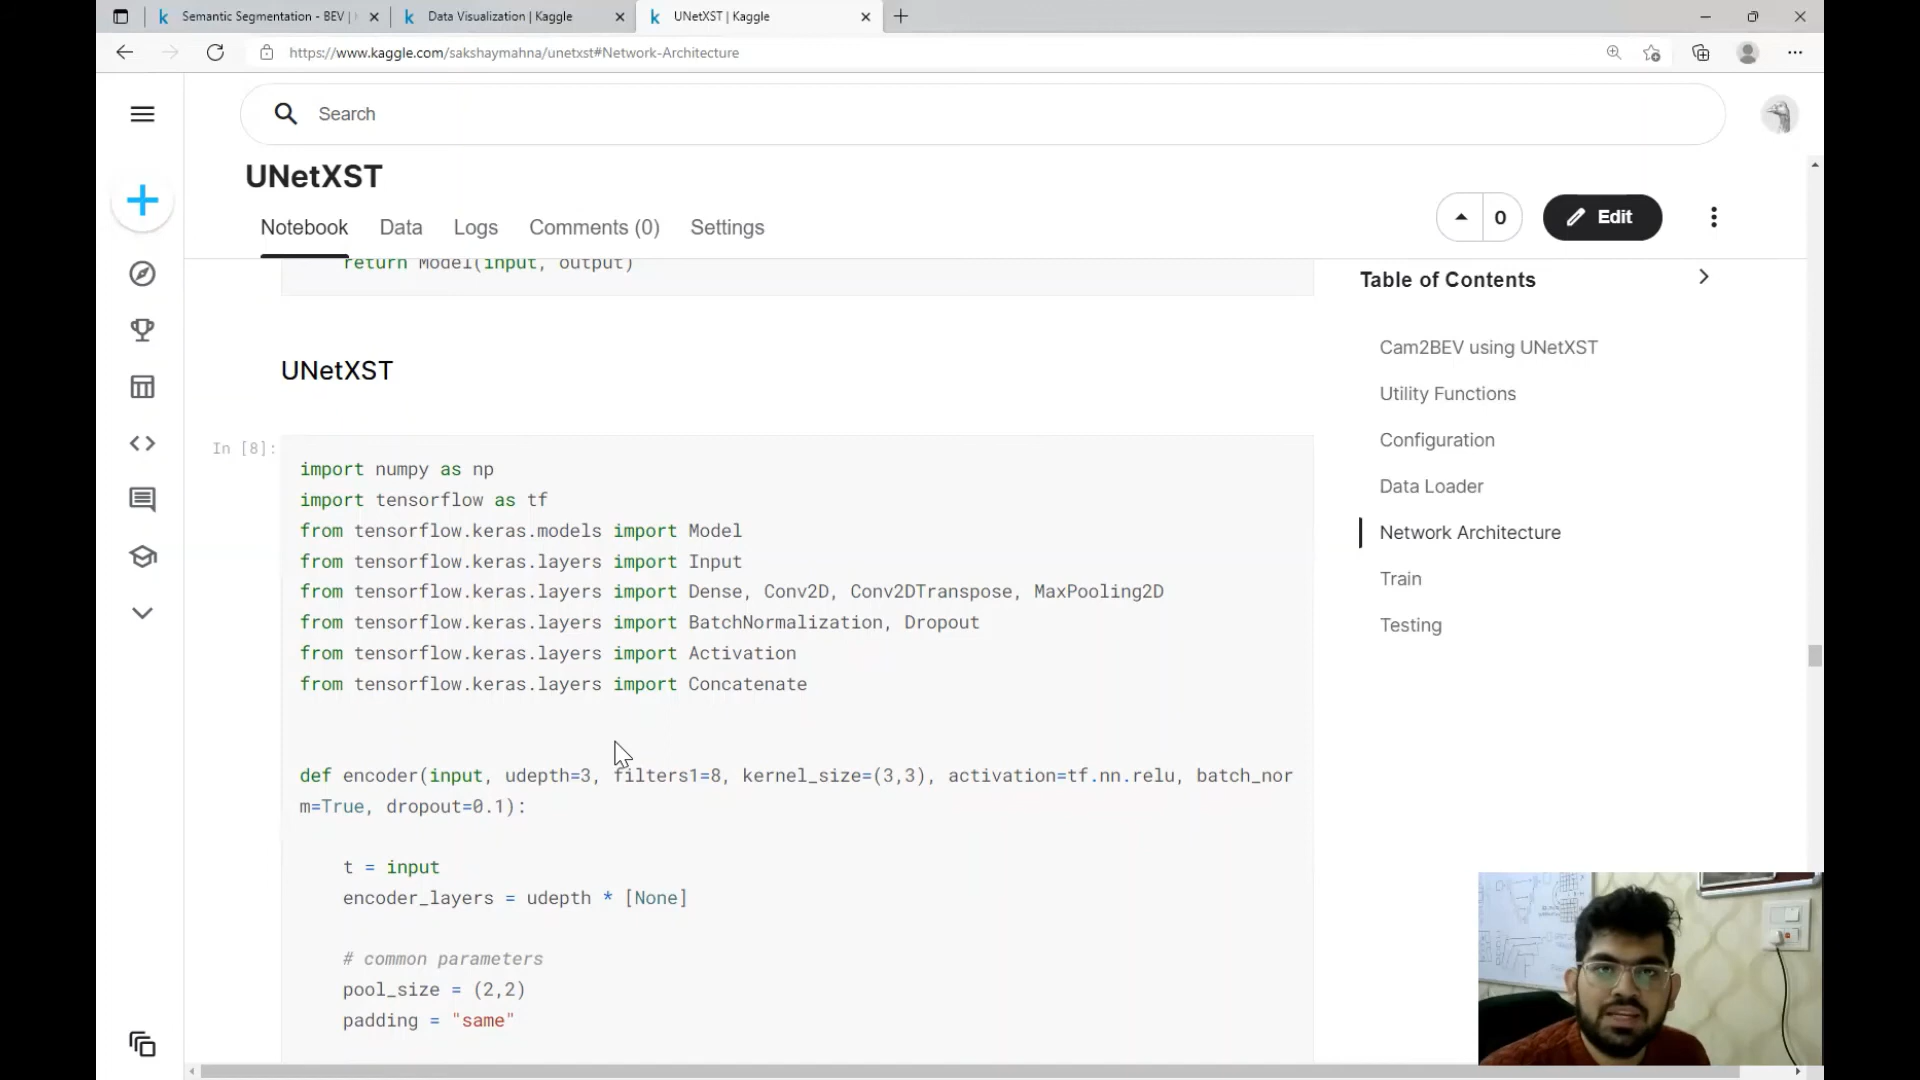 Semantic Segmentation - BEV |
Data Visualization | Kaggle
UNetXST | Kaggle
https://www.kaggle.com/sakshaymahna/unetxst#Network-Architecture
Search
UNetXST
Notebook Data Logs Comments (0) Settings
0
Edit
return Model(input, output)
UNetXST
In [8]:
import numpy as np
import tensorflow as tf
from tensorflow.keras.models import Model
from tensorflow.keras.layers import Input
from tensorflow.keras.layers import Dense, Conv2D, Conv2DTranspose, MaxPooling2D
from tensorflow.keras.layers import BatchNormalization, Dropout
from tensorflow.keras.layers import Activation
from tensorflow.keras.layers import Concatenate
def encoder(input, udepth=3, filters1=8, kernel_size=(3,3), activation=tf.nn.relu, batch_nor
m=True, dropout=0.1):
t = input
encoder_layers = udepth * [None]
# common parameters
pool_size = (2,2)
padding = "same"
Table of Contents
Cam2BEV using UNetXST
Utility Functions
Configuration
Data Loader
Network Architecture
Train
Testing